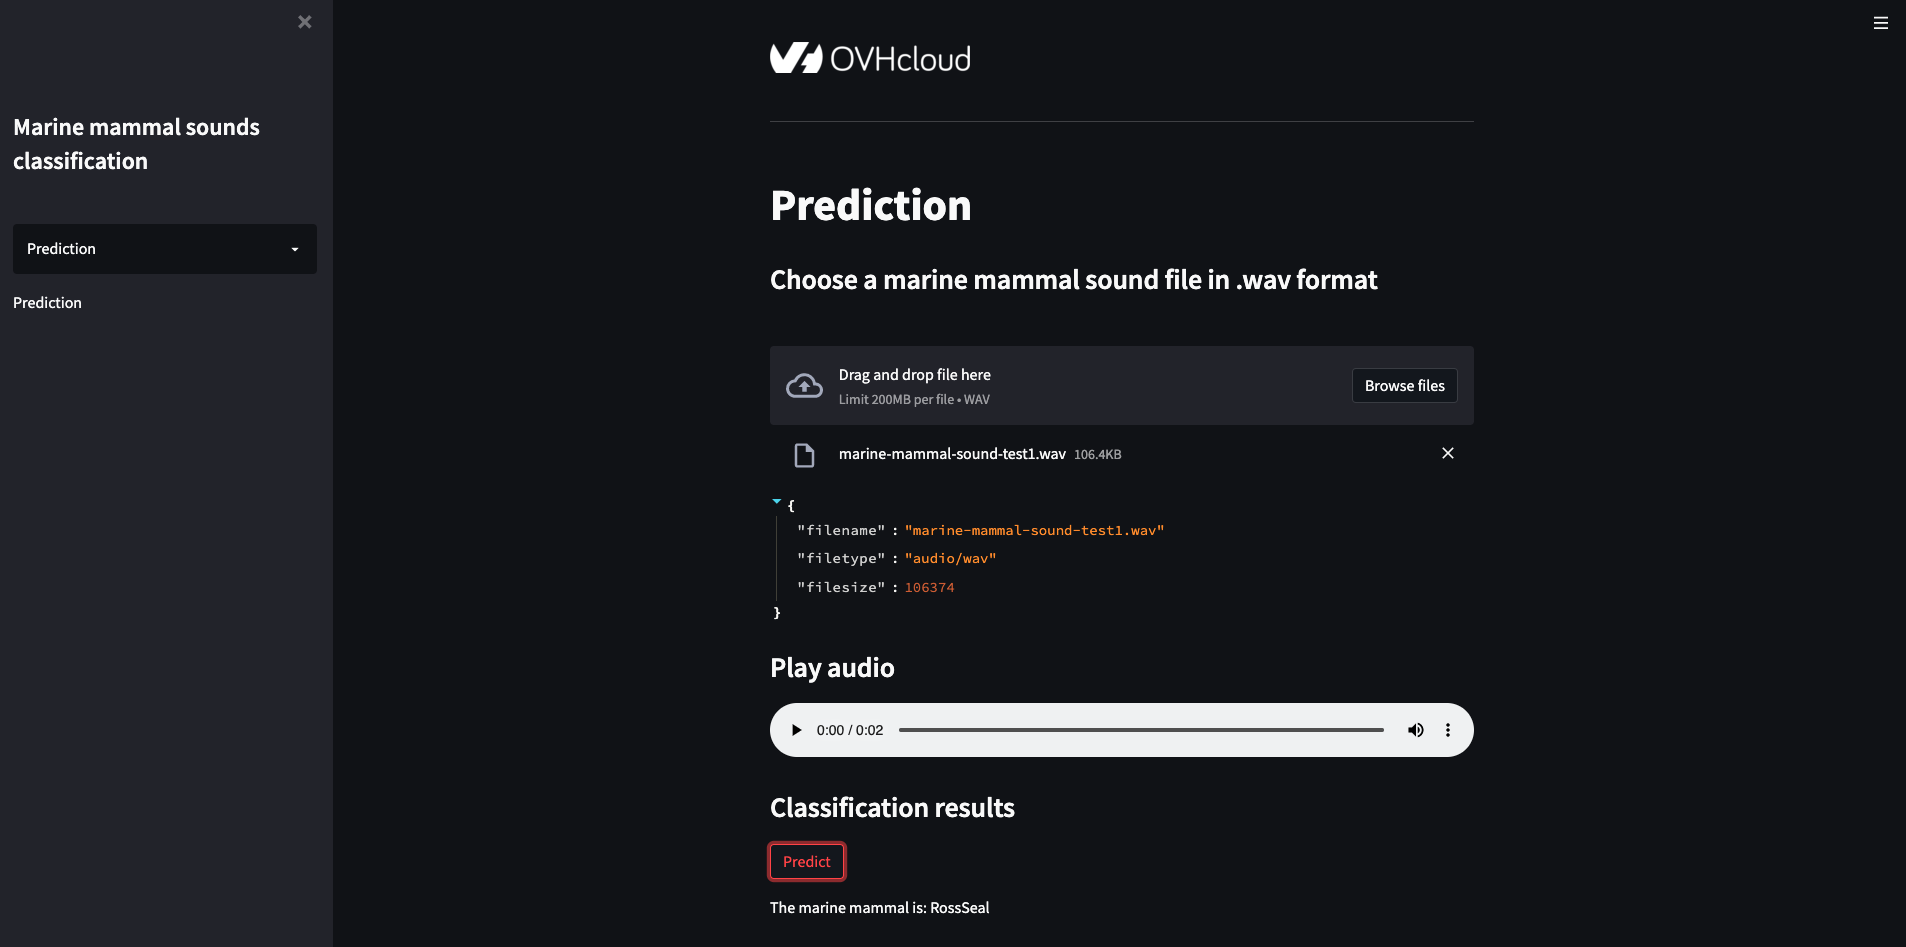 Marine mammal sounds
classification
Prediction
Prediction
OVHcloud
Prediction
Choose a marine mammal sound file in .wav format
Drag and drop file here
Limit 200MB per file • WAV
Browse files
marine-mammal-sound-test1.wav 106.4KB
{
"filename" : "marine-mammal-sound-test1.wav"
"filetype" : "audio/wav"
"filesize" : 106374
}
Play audio
0:00 / 0:02
Classification results
Predict
The marine mammal is: RossSeal